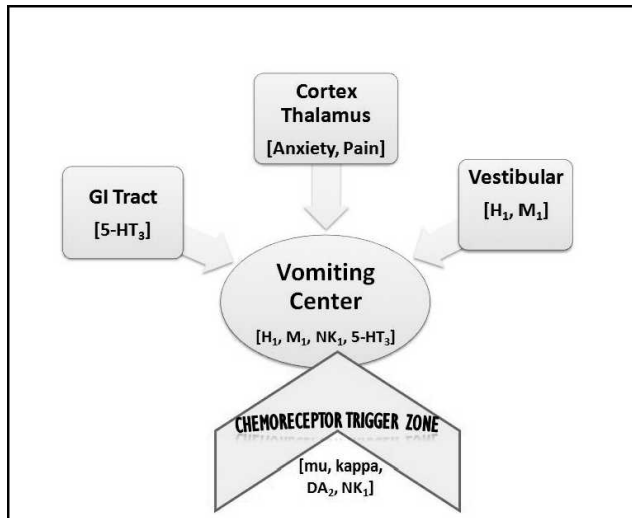 Cortex
Thalamus
[Anxiety, Pain]
GI Tract
[5-HT₃]
Vestibular
[H₁, M₁]
Vomiting
Center
[H₁, M₁, NK₁, 5-HT₃]
CHEMORECEPTOR TRIGGER ZONE
[mu, kappa,
DA₂, NK₁]